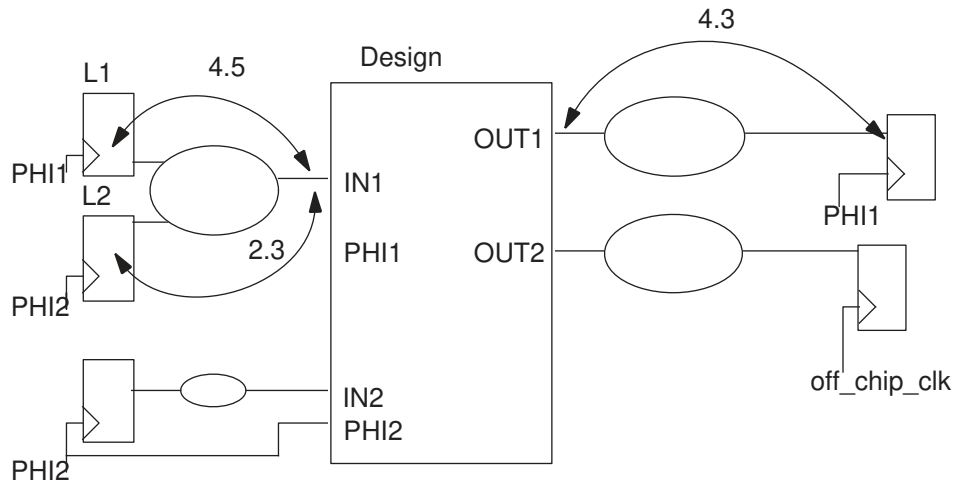 4.3
Design
4.5
L1
OUT1
PHI1
IN1
L2
PHI1
2.3
PHI1
OUT2
PHI2
off_chip_clk
IN2
PHI2
PHI2